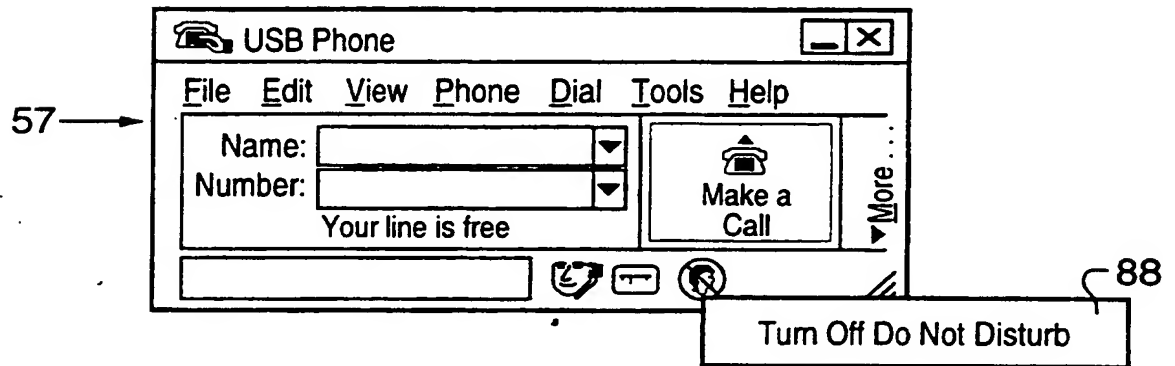 USB Phone
File Edit View Phone Dial Tools Help
57
Name:
Number:
Your line is free
Make a
Call
More...
88
Turn Off Do Not Disturb